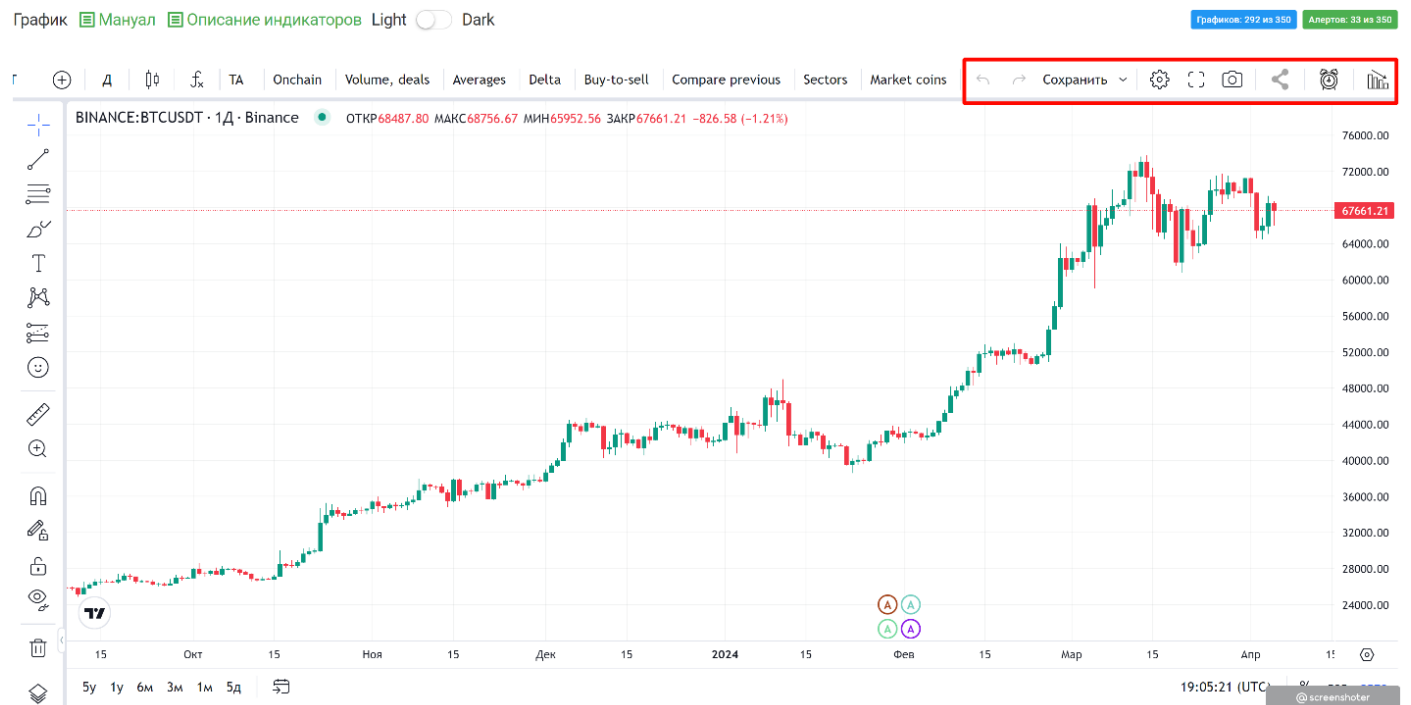 График Мануал Описание индикаторов Light Dark Графиков: 292 из 350 Алертов: 33 из 350
Д TA Onchain Volume, deals Averages Delta Buy-to-sell Compare previous Sectors Market coins Сохранить
BINANCE:BTCUSDT · 1Д · Binance ОТКР68487.80 МАКС68756.67 МИН65952.56 ЗАКР67661.21 −826.58 (−1.21%)
76000.00
72000.00
67661.21
64000.00
60000.00
56000.00
52000.00
48000.00
44000.00
40000.00
36000.00
32000.00
28000.00
24000.00
A A
A A
15 Окт 15 Ноя 15 Дек 15 2024 15 Фев 15 Мар 15 Апр
5y 1y 6м 3м 1м 5д 19:05:21 (UTC) %
@screenshoter